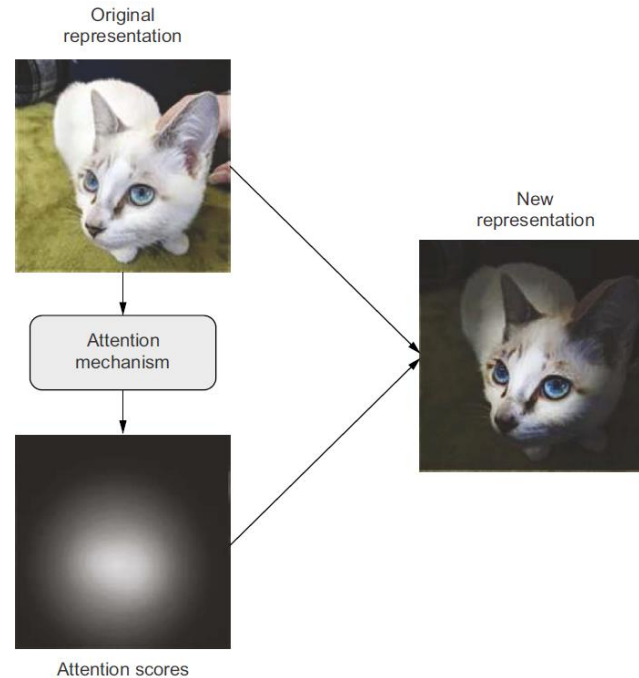 Original
representation
New
representation
Attention
mechanism
Attention scores